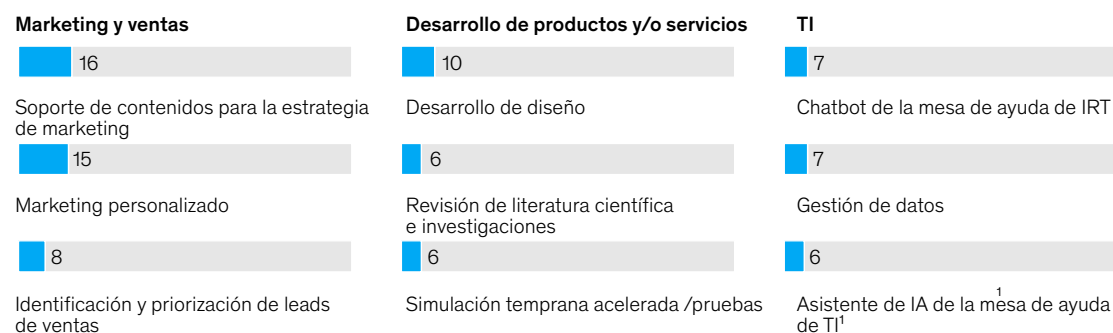 Marketing y ventas
16
Soporte de contenidos para la estrategia
de marketing
15
Marketing personalizado
8
Identificación y priorización de leads
de ventas
Desarrollo de productos y/o servicios
10
Desarrollo de diseño
6
Revisión de literatura científica
e investigaciones
6
Simulación temprana acelerada /pruebas
TI
7
Chatbot de la mesa de ayuda de IRT
7
Gestión de datos
6
1
Asistente de IA de la mesa de ayuda
de TI¹